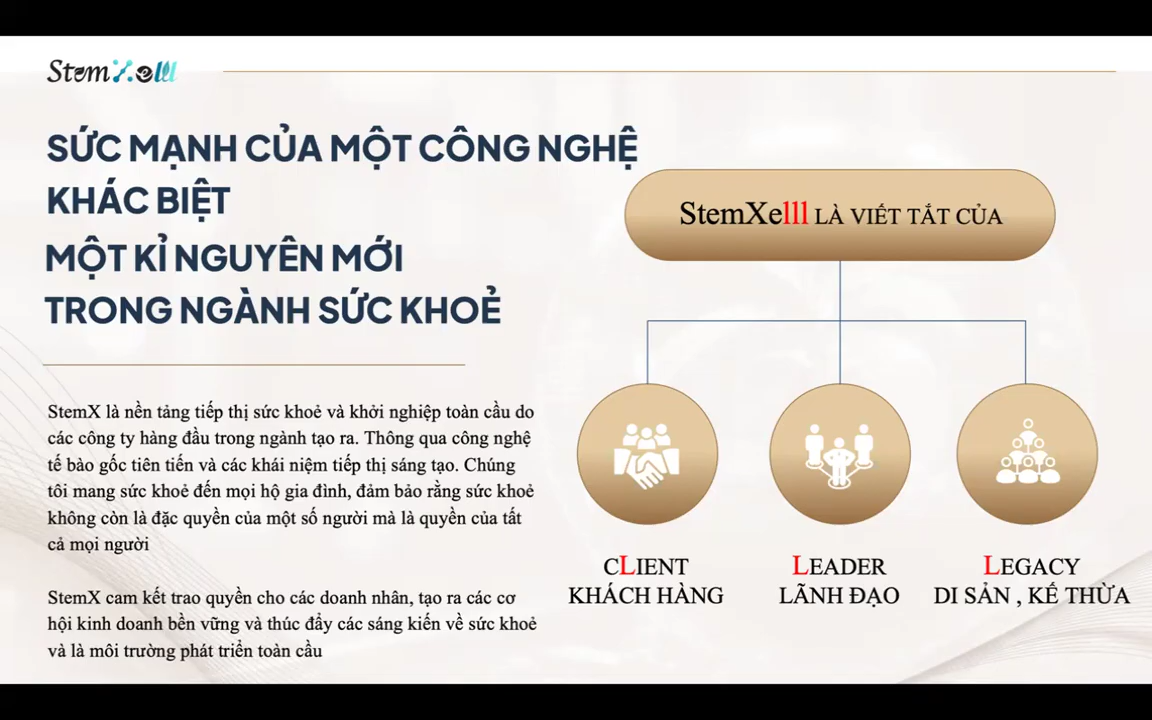 StemXelll
SỨC MẠNH CỦA MỘT CÔNG NGHỆ
KHÁC BIỆT
MỘT KỈ NGUYÊN MỚI
TRONG NGÀNH SỨC KHOẺ
StemX là nền tảng tiếp thị sức khoẻ và khởi nghiệp toàn cầu do
các công ty hàng đầu trong ngành tạo ra. Thông qua công nghệ
tế bào gốc tiên tiến và các khái niệm tiếp thị sáng tạo. Chúng
tôi mang sức khoẻ đến mọi hộ gia đình, đảm bảo rằng sức khoẻ
không còn là đặc quyền của một số người mà là quyền của tất
cả mọi người
StemX cam kết trao quyền cho các doanh nhân, tạo ra các cơ
hội kinh doanh bền vững và thúc đẩy các sáng kiến về sức khoẻ
và là môi trường phát triển toàn cầu
StemXelll LÀ VIẾT TẮT CỦA
CLIENT
KHÁCH HÀNG
LEADER
LÃNH ĐẠO
LEGACY
DI SẢN , KẾ THỪA